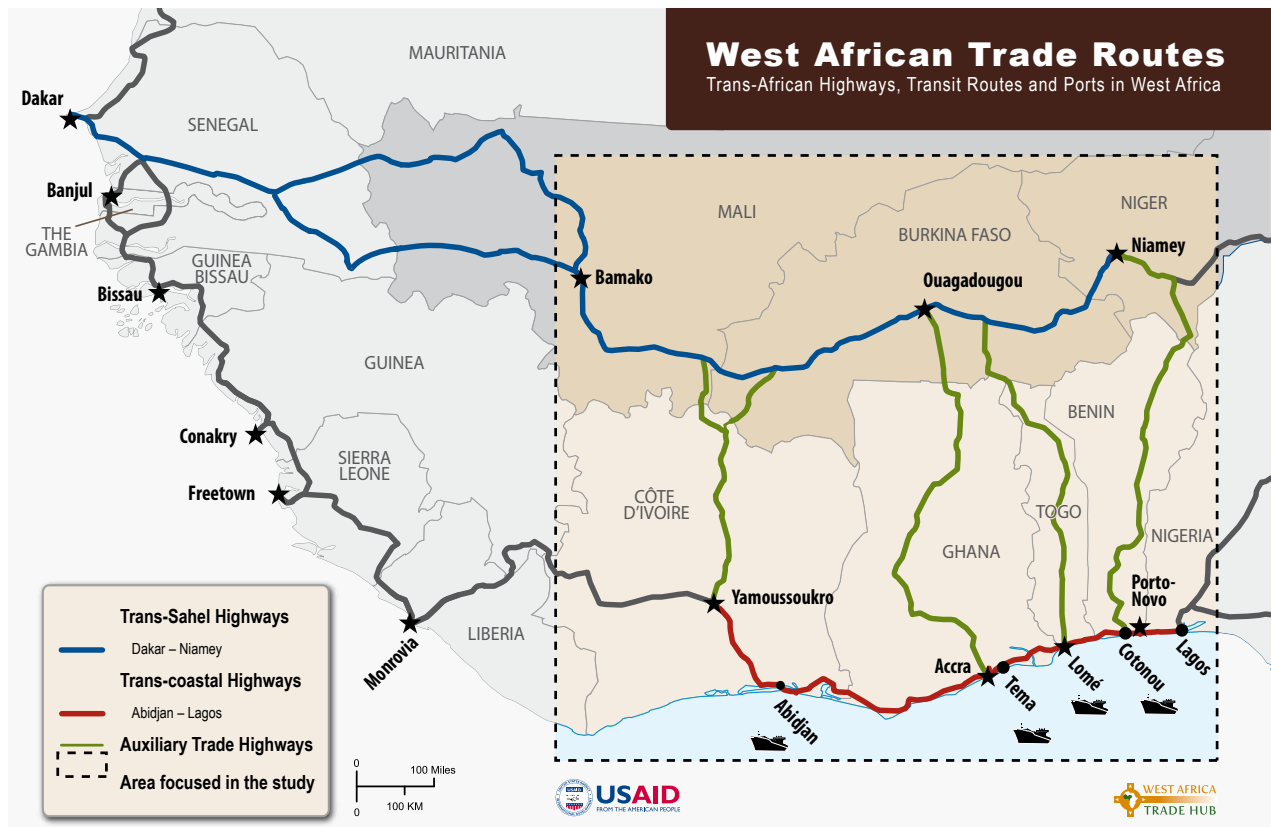 West African Trade Routes
Trans-African Highways, Transit Routes and Ports in West Africa
MAURITANIA
Dakar
SENEGAL
Banjul
THE
GAMBIA
GUINEA
BISSAU
Bissau
MALI
BURKINA FASO
NIGER
Niamey
Bamako
Ouagadougou
GUINEA
Conakry
SIERRA
LEONE
Freetown
BENIN
CÔTE
D'IVOIRE
TOGO
GHANA
NIGERIA
Porto-
Novo
Yamoussoukro
LIBERIA
Monrovia
Accra
Tema
Lomé
Cotonou
Lagos
Abidjan
Trans-Sahel Highways
Dakar – Niamey
Trans-coastal Highways
Abidjan – Lagos
Auxiliary Trade Highways
Area focused in the study
0
100 Miles
100 KM
0
USAID
FROM THE AMERICAN PEOPLE
WEST AFRICA
TRADE HUB